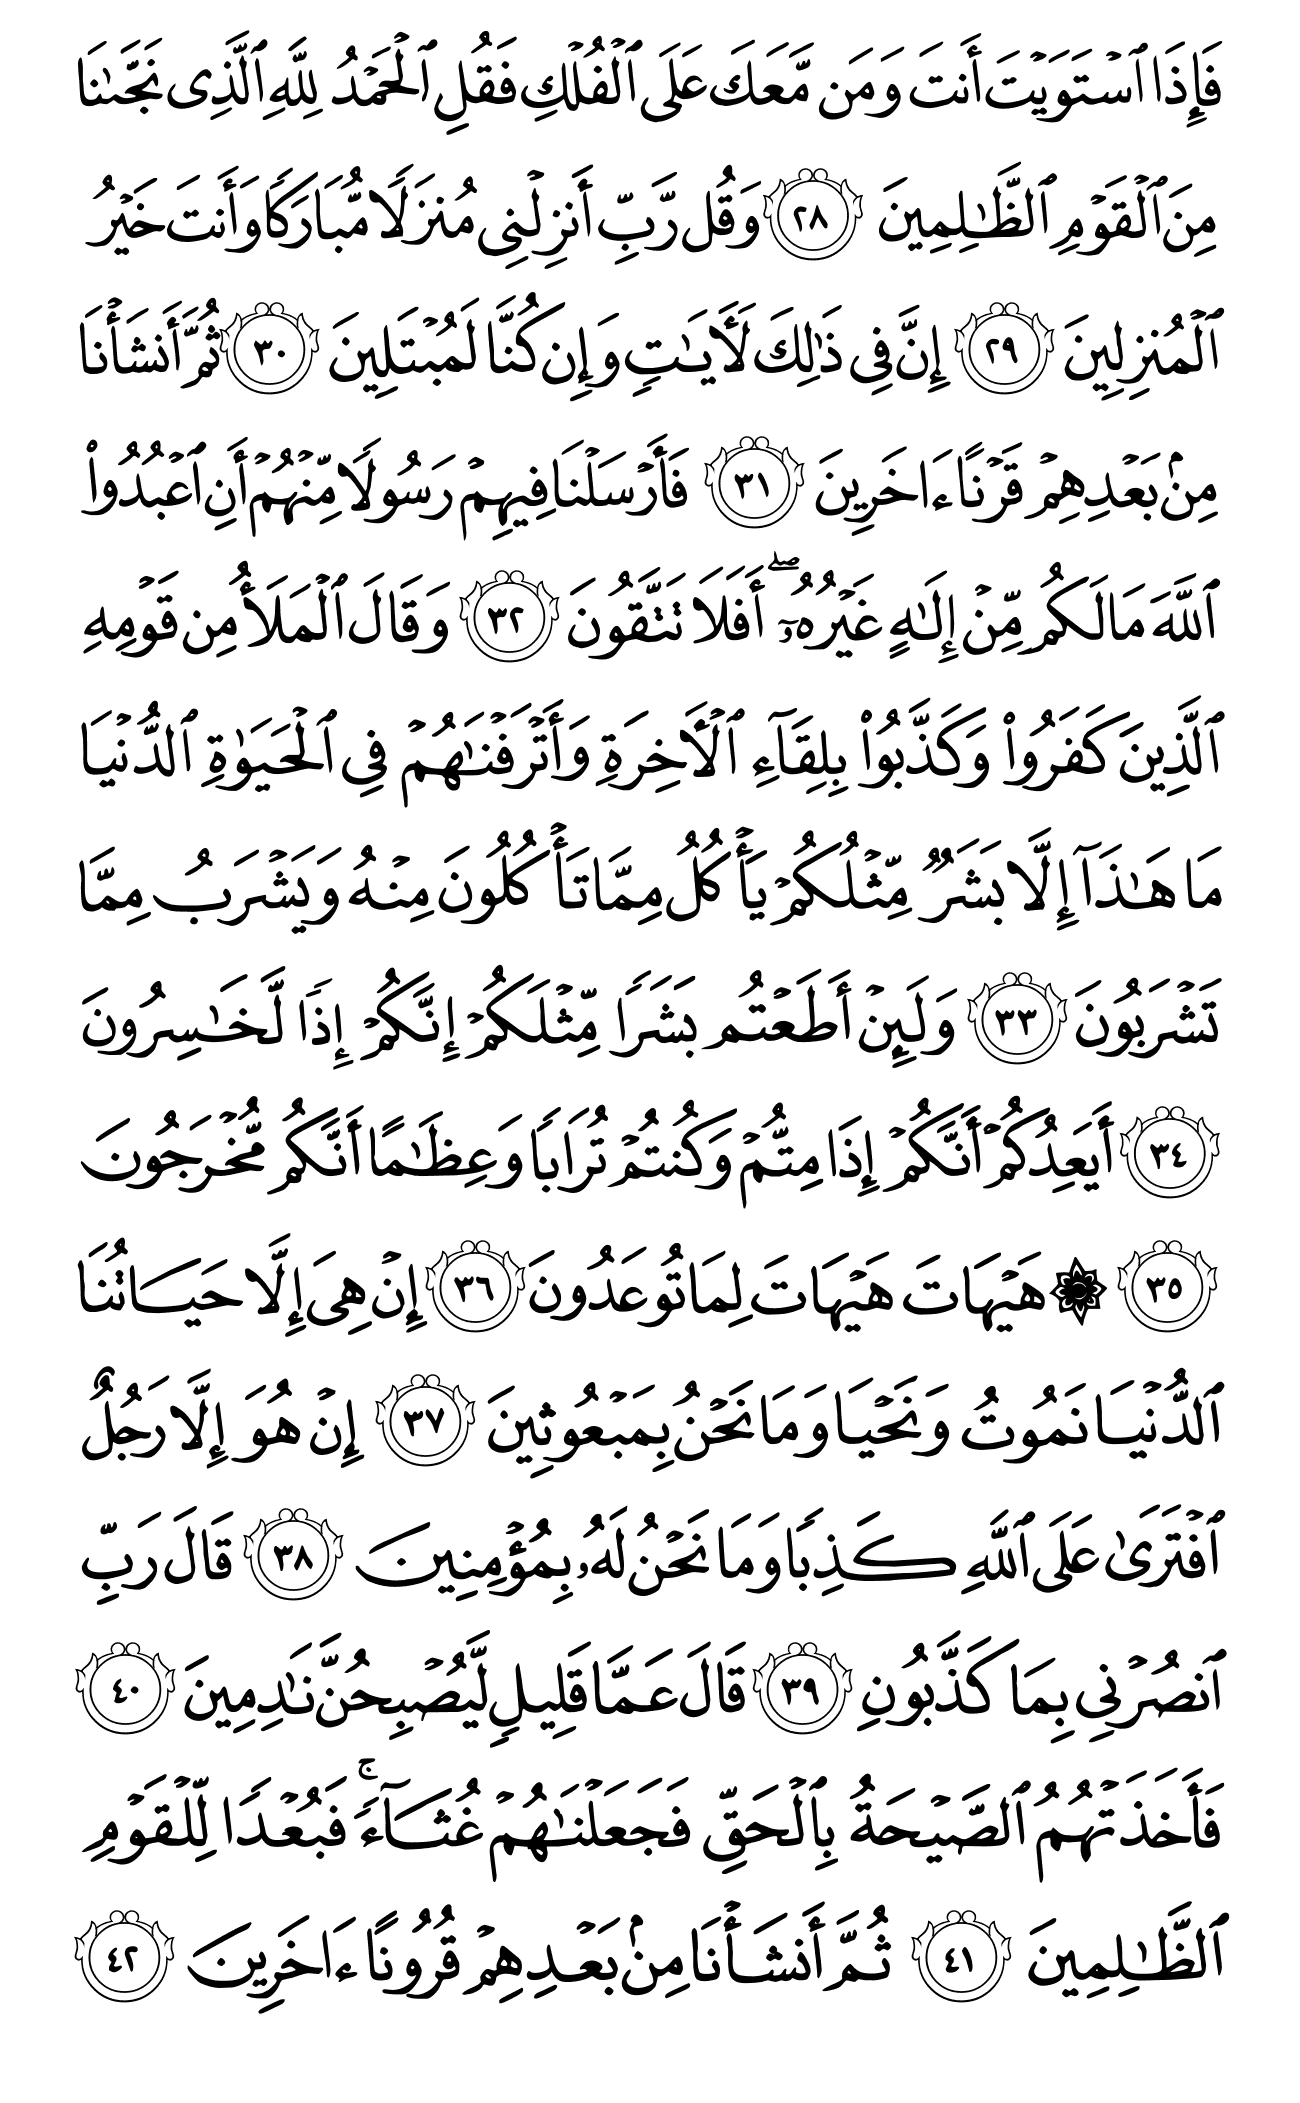 فَإِذَا ٱسْتَوَيْتَ أَنتَ وَمَن مَّعَكَ عَلَى ٱلْفُلْكِ فَقُلِ ٱلْحَمْدُ لِلَّهِ ٱلَّذِى نَجَّىٰنَا
مِنَ ٱلْقَوْمِ ٱلظَّـٰلِمِينَ ٢٨ وَقُل رَّبِّ أَنزِلْنِى مُنزَلًا مُّبَارَكًا وَأَنتَ خَيْرُ
ٱلْمُنزِلِينَ ٢٩ إِنَّ فِى ذَٰلِكَ لَـَٔايَـٰتٍ وَإِن كُنَّا لَمُبْتَلِينَ ٣٠ ثُمَّ أَنشَأْنَا
مِنۢ بَعْدِهِمْ قَرْنًا ءَاخَرِينَ ٣١ فَأَرْسَلْنَا فِيهِمْ رَسُولًا مِّنْهُمْ أَنِ ٱعْبُدُوا۟
ٱللَّهَ مَا لَكُم مِّنْ إِلَـٰهٍ غَيْرُهُۥٓ ۖ أَفَلَا تَتَّقُونَ ٣٢ وَقَالَ ٱلْمَلَأُ مِن قَوْمِهِ
ٱلَّذِينَ كَفَرُوا۟ وَكَذَّبُوا۟ بِلِقَآءِ ٱلْـَٔاخِرَةِ وَأَتْرَفْنَـٰهُمْ فِى ٱلْحَيَوٰةِ ٱلدُّنْيَا
مَا هَـٰذَآ إِلَّا بَشَرٌ مِّثْلُكُمْ يَأْكُلُ مِمَّا تَأْكُلُونَ مِنْهُ وَيَشْرَبُ مِمَّا
تَشْرَبُونَ ٣٣ وَلَئِنْ أَطَعْتُم بَشَرًا مِّثْلَكُمْ إِنَّكُمْ إِذًا لَّخَـٰسِرُونَ
٣٤ أَيَعِدُكُمْ أَنَّكُمْ إِذَا مِتُّمْ وَكُنتُمْ تُرَابًا وَعِظَـٰمًا أَنَّكُم مُّخْرَجُونَ
٣٥ ۞ هَيْهَاتَ هَيْهَاتَ لِمَا تُوعَدُونَ ٣٦ إِنْ هِىَ إِلَّا حَيَاتُنَا
ٱلدُّنْيَا نَمُوتُ وَنَحْيَا وَمَا نَحْنُ بِمَبْعُوثِينَ ٣٧ إِنْ هُوَ إِلَّا رَجُلٌ
ٱفْتَرَىٰ عَلَى ٱللَّهِ كَذِبًا وَمَا نَحْنُ لَهُۥ بِمُؤْمِنِينَ ٣٨ قَالَ رَبِّ
ٱنصُرْنِى بِمَا كَذَّبُونِ ٣٩ قَالَ عَمَّا قَلِيلٍ لَّيُصْبِحُنَّ نَـٰدِمِينَ ٤٠
فَأَخَذَتْهُمُ ٱلصَّيْحَةُ بِٱلْحَقِّ فَجَعَلْنَـٰهُمْ غُثَآءً ۚ فَبُعْدًا لِّلْقَوْمِ
ٱلظَّـٰلِمِينَ ٤١ ثُمَّ أَنشَأْنَا مِنۢ بَعْدِهِمْ قُرُونًا ءَاخَرِينَ ٤٢